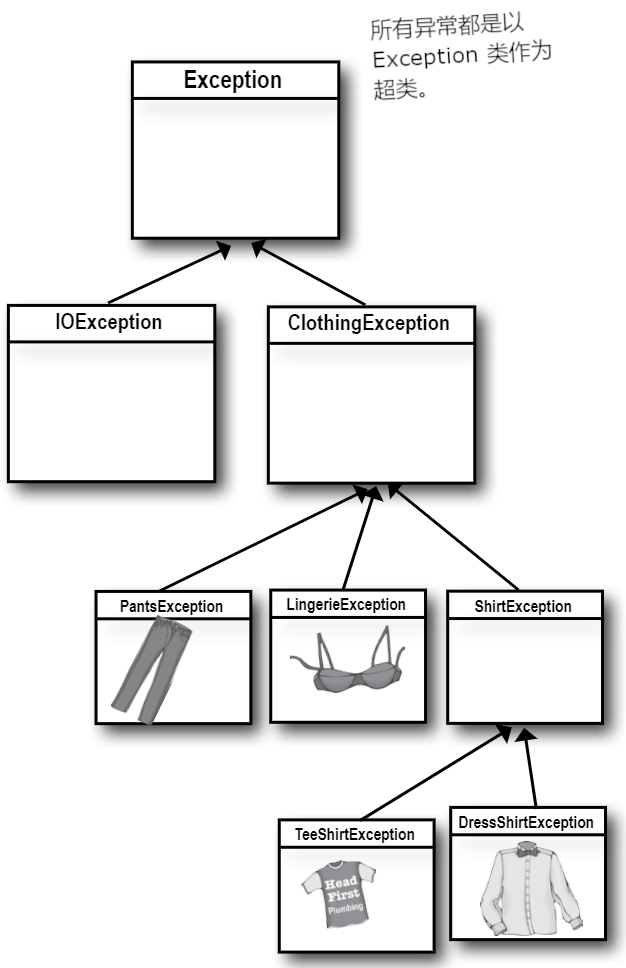 所有异常都是以
Exception 类作为
超类。
Exception
IOException
ClothingException
PantsException
LingerieException
ShirtException
TeeShirtException
DressShirtException
Head
First
Plumbing